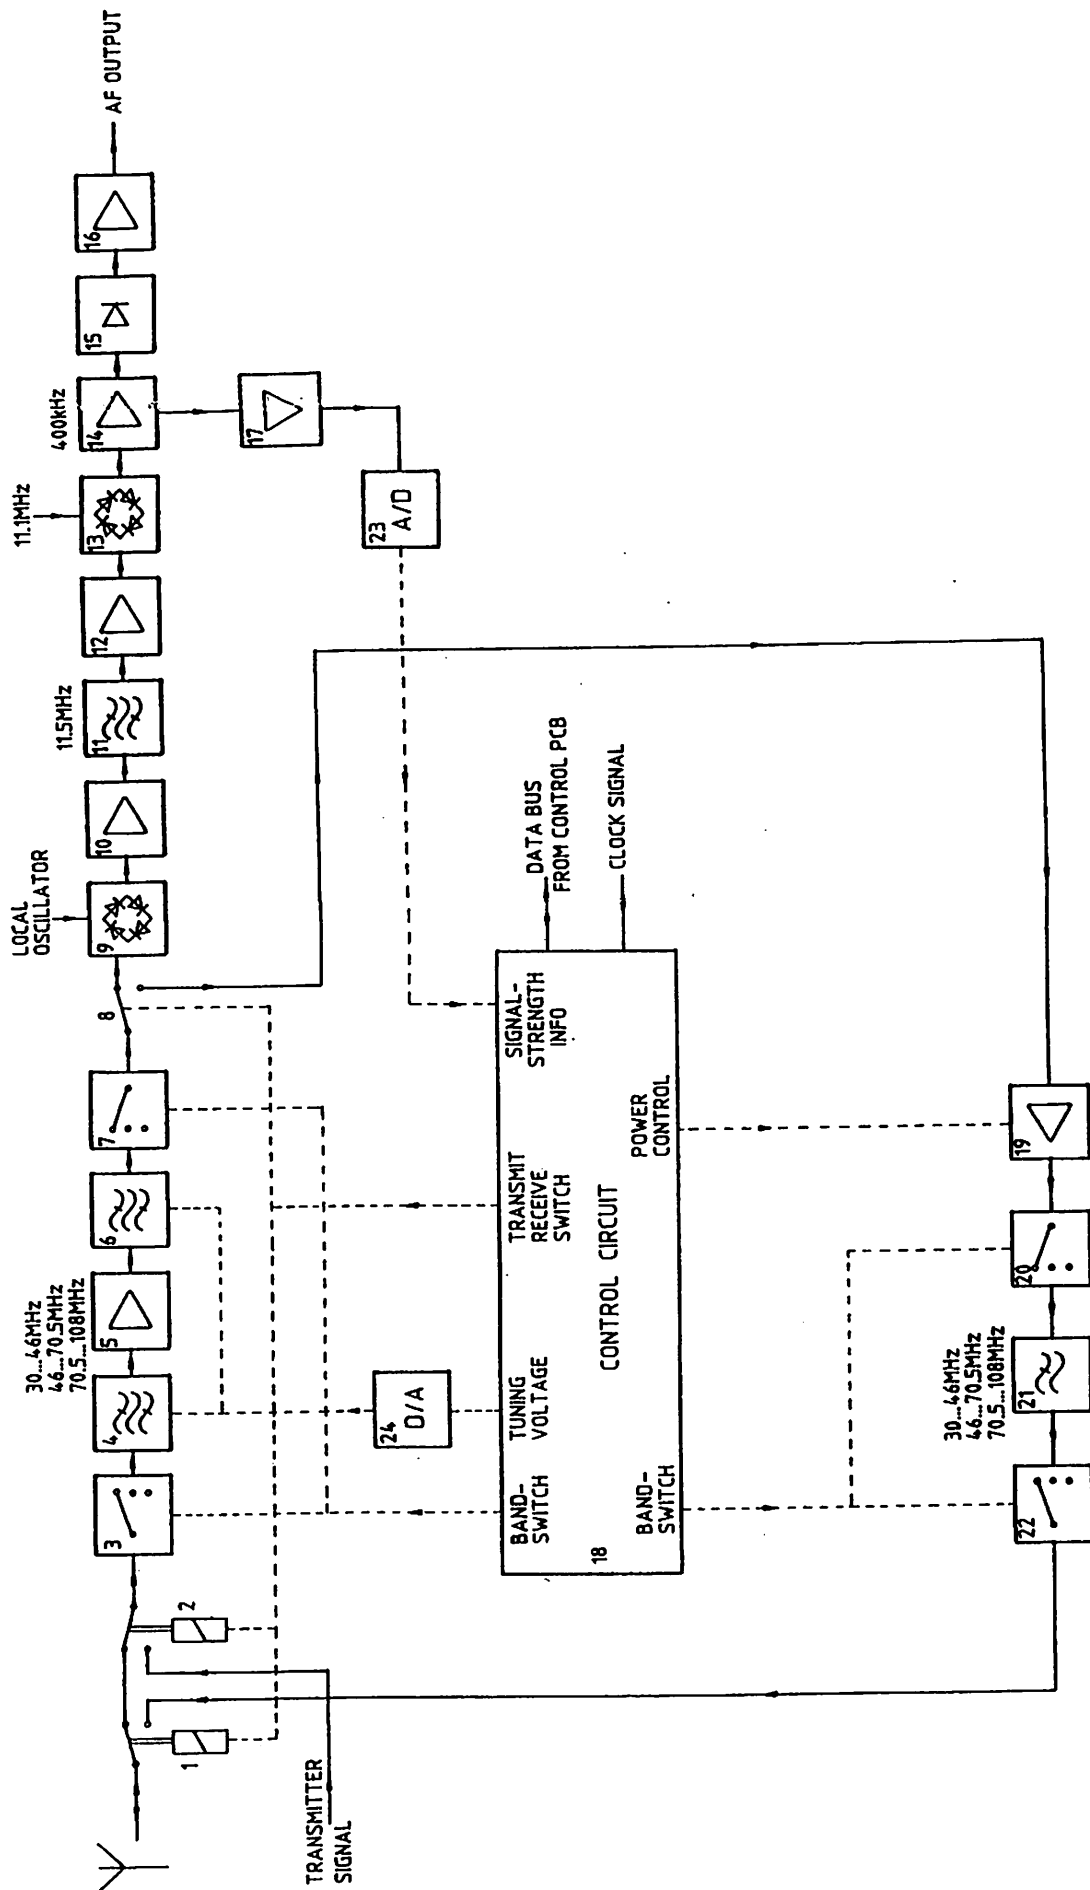 TRANSMITTER
SIGNAL
1
2
3
4
30...46MHz
46...70.5MHz
70.5...108MHz
5
6
7
8
LOCAL
OSCILLATOR
9
10
11.5MHz
11
12
11.1MHz
13
400kHz
14
15
16
AF OUTPUT
17
23
A/D
24
D/A
BAND-
SWITCH
TUNING
VOLTAGE
TRANSMIT
RECEIVE
SWITCH
SIGNAL-
STRENGTH
INFO
DATA BUS
FROM CONTROL PCB
CLOCK SIGNAL
18
CONTROL CIRCUIT
BAND-
SWITCH
POWER
CONTROL
22
30...46MHz
46...70.5MHz
70.5...108MHz
21
20
19